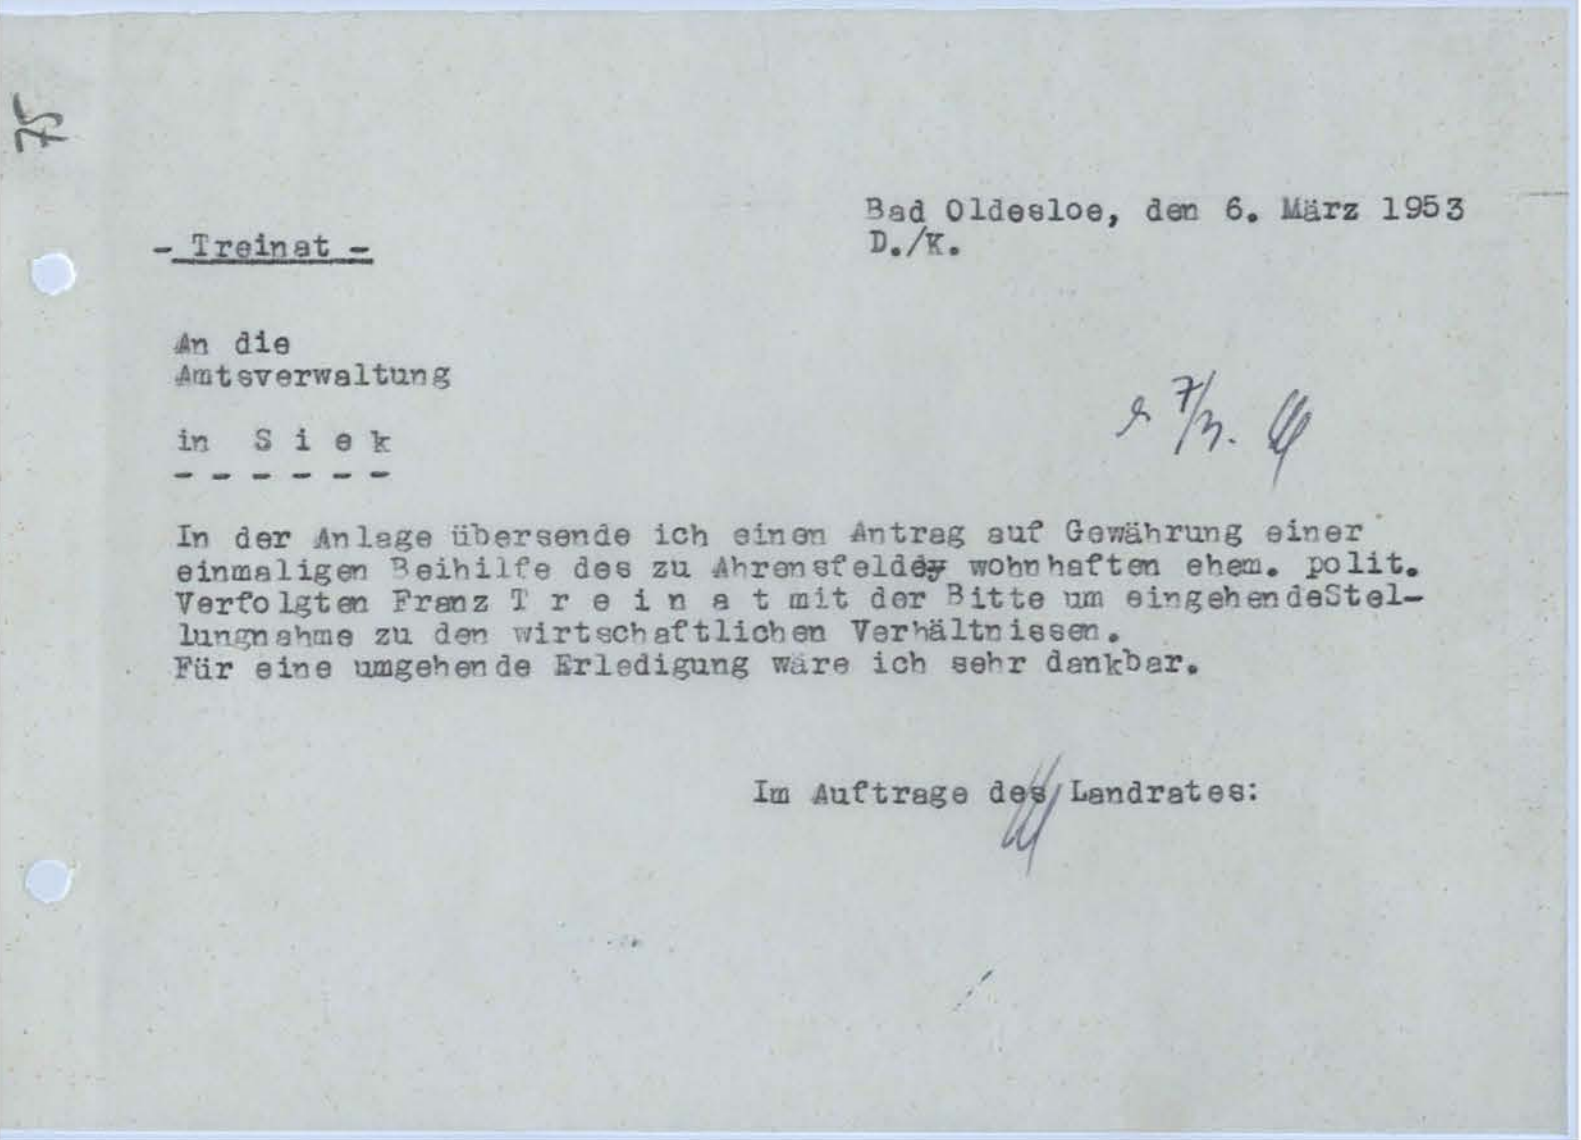 75
Bad Oldesloe, den 6. März 1953
- Treinat -
D./K.
An die
Amtsverwaltung
in S i e k
- - - - - -
7/3.
In der Anlage übersende ich einen Antrag auf Gewährung einer
einmaligen Beihilfe des zu Ahrensfelde wohnhaften ehem. polit.
Verfolgten Franz T r e i n a t mit der Bitte um eingehendeStel-
lungnahme zu den wirtschaftlichen Verhältnissen.
Für eine umgehende Erledigung wäre ich sehr dankbar.
Im Auftrage des Landrates: